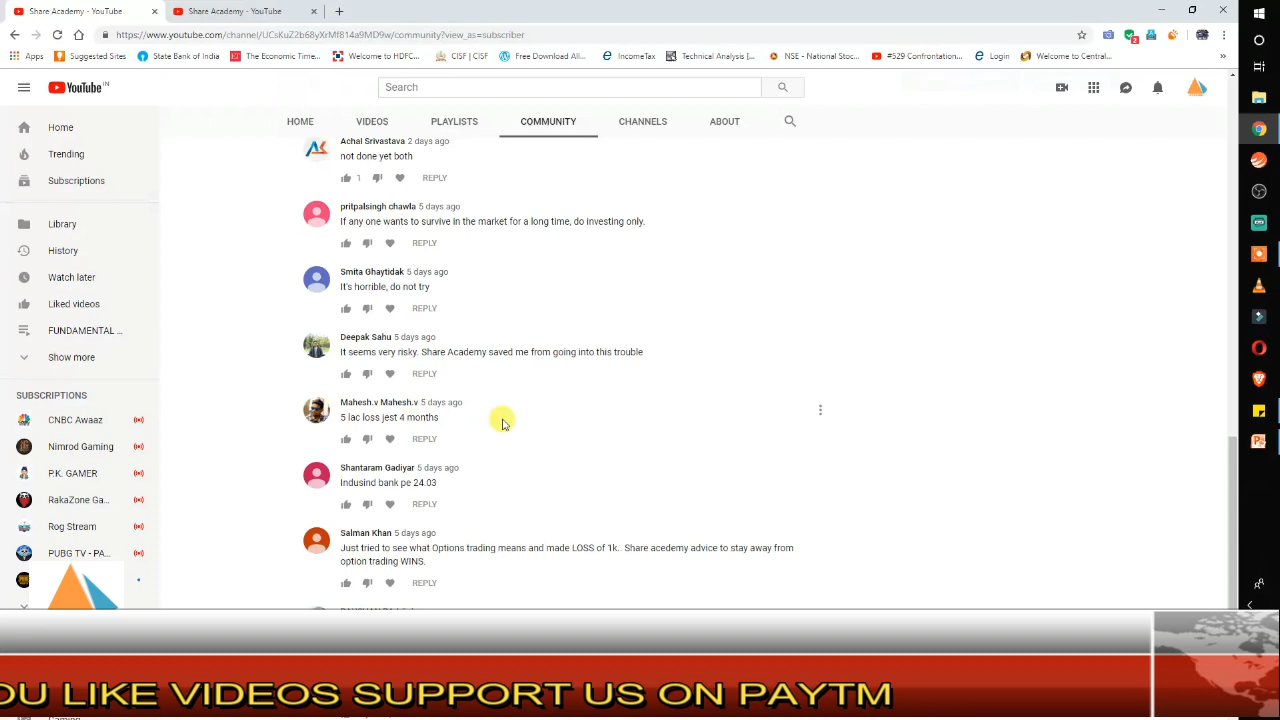 Share Academy - YouTube
Share Academy - YouTube
https://www.youtube.com/channel/UCsKuZ2b68yXrMf814a9MD9w/community?view_as=subscriber
Apps
Suggested Sites
State Bank of India
The Economic Time...
Welcome to HDFC...
CISF | CISF
Free Download All...
IncomeTax
Technical Analysis [...
NSE - National Stoc...
#529 Confrontation...
Login
Welcome to Central...
YouTube IN
Search
HOME
VIDEOS
PLAYLISTS
COMMUNITY
CHANNELS
ABOUT
Home
Trending
Subscriptions
Library
History
Watch later
Liked videos
FUNDAMENTAL ...
Show more
SUBSCRIPTIONS
CNBC Awaaz
Nimrod Gaming
P.K. GAMER
RakaZone Ga...
Rog Stream
PUBG TV - PA...
Achal Srivastava 2 days ago
not done yet both
1 REPLY
pritpalsingh chawla 5 days ago
If any one wants to survive in the market for a long time, do investing only.
REPLY
Smita Ghaytidak 5 days ago
It's horrible, do not try
REPLY
Deepak Sahu 5 days ago
It seems very risky. Share Academy saved me from going into this trouble
REPLY
Mahesh.v Mahesh.v 5 days ago
5 lac loss jest 4 months
REPLY
Shantaram Gadiyar 5 days ago
Indusind bank pe 24.03
REPLY
Salman Khan 5 days ago
Just tried to see what Options trading means and made LOSS of 1k.. Share acedemy advice to stay away from
option trading WINS.
REPLY
OU LIKE VIDEOS SUPPORT US ON PAYTM